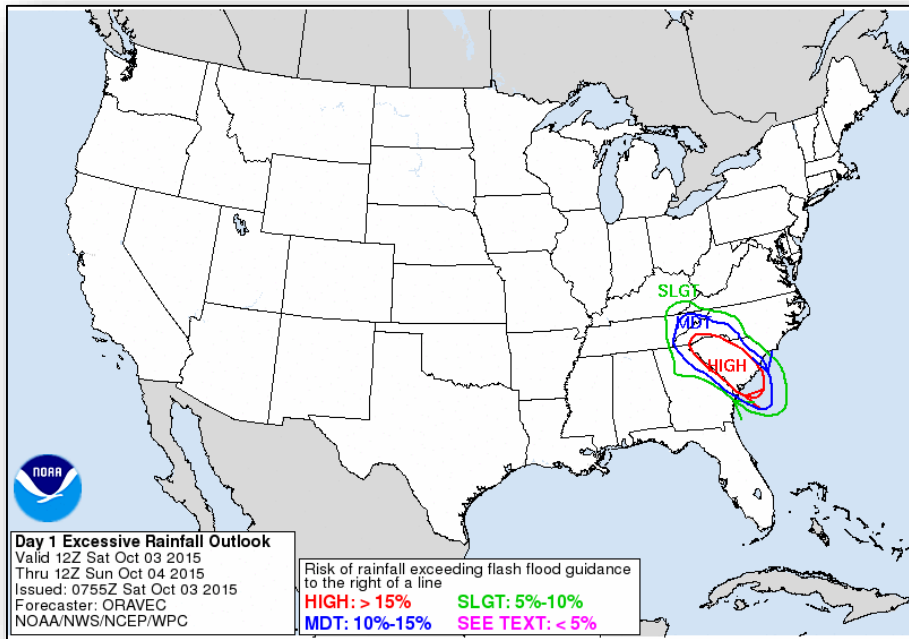 SLGT
MDT
HIGH
NOAA
Day 1 Excessive Rainfall Outlook
Valid 12Z Sat Oct 03 2015
Thru 12Z Sun Oct 04 2015
Issued: 0755Z Sat Oct 03 2015
Forecaster: ORAVEC
NOAA/NWS/NCEP/WPC
Risk of rainfall exceeding flash flood guidance
to the right of a line
HIGH: > 15% SLGT: 5%-10%
MDT: 10%-15% SEE TEXT: < 5%